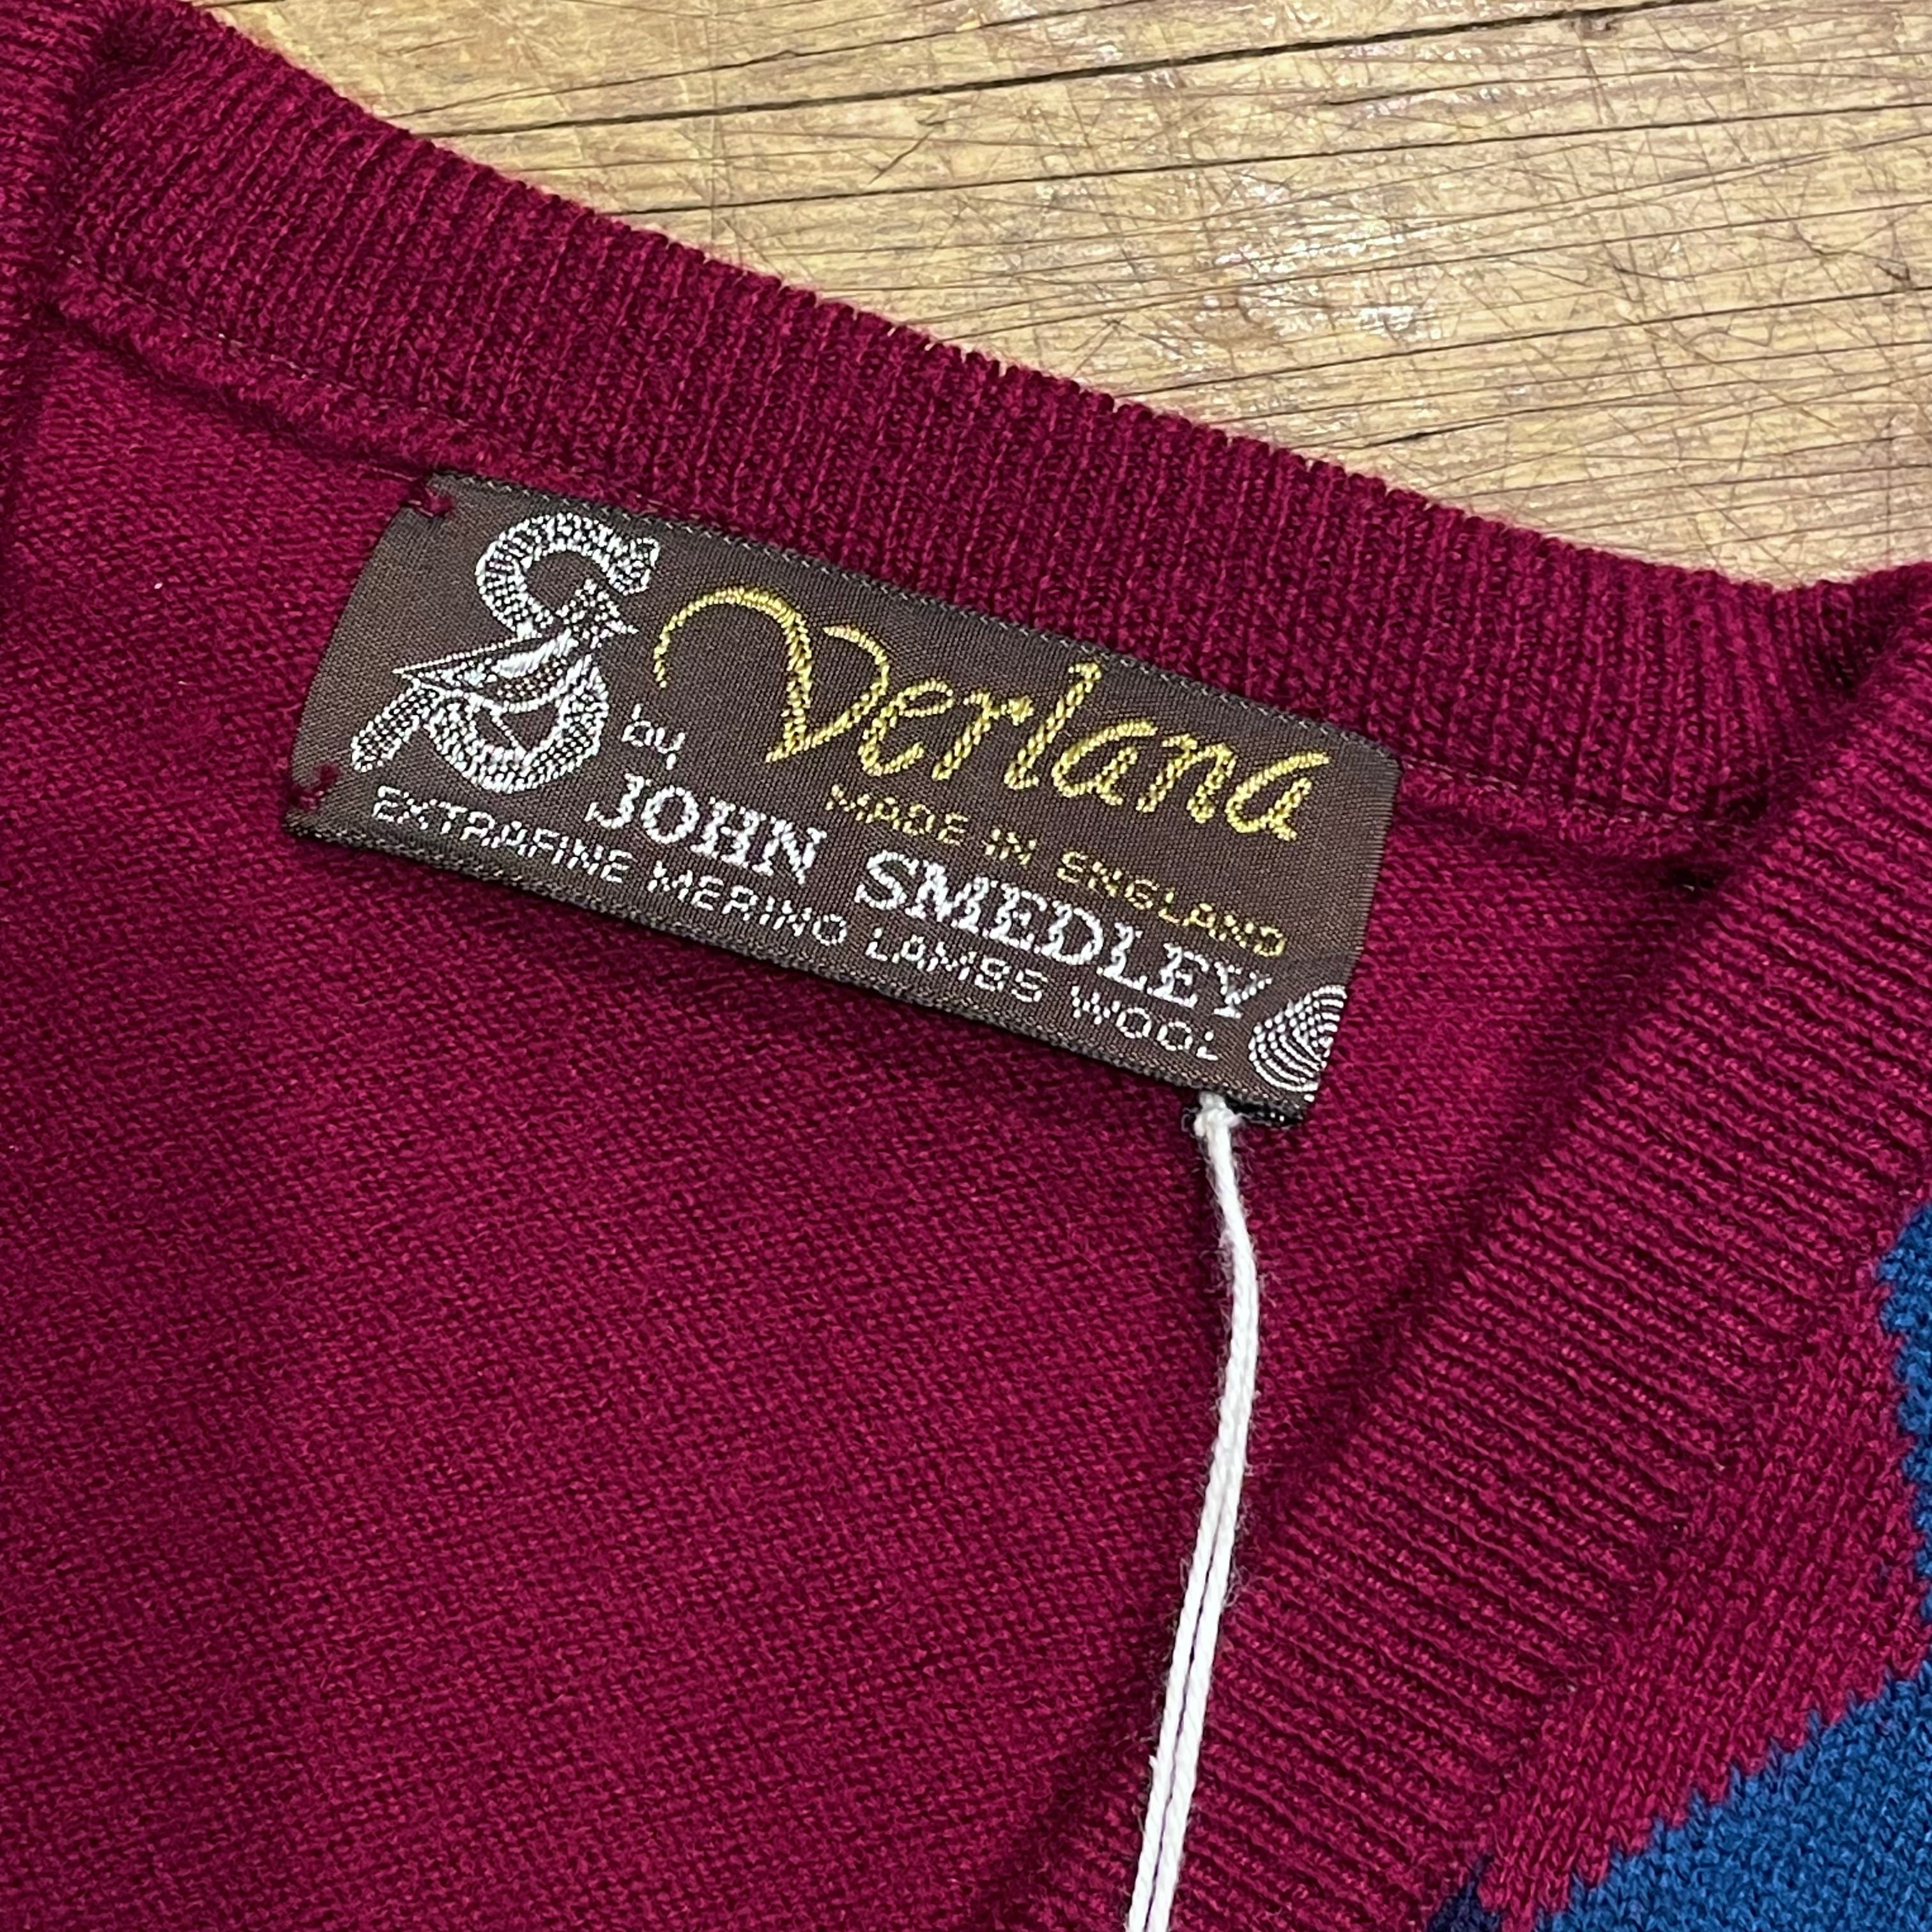 Verlana
MADE IN ENGLAND
by
JOHN SMEDLEY
EXTRAFINE MERINO LAMBS WOOL